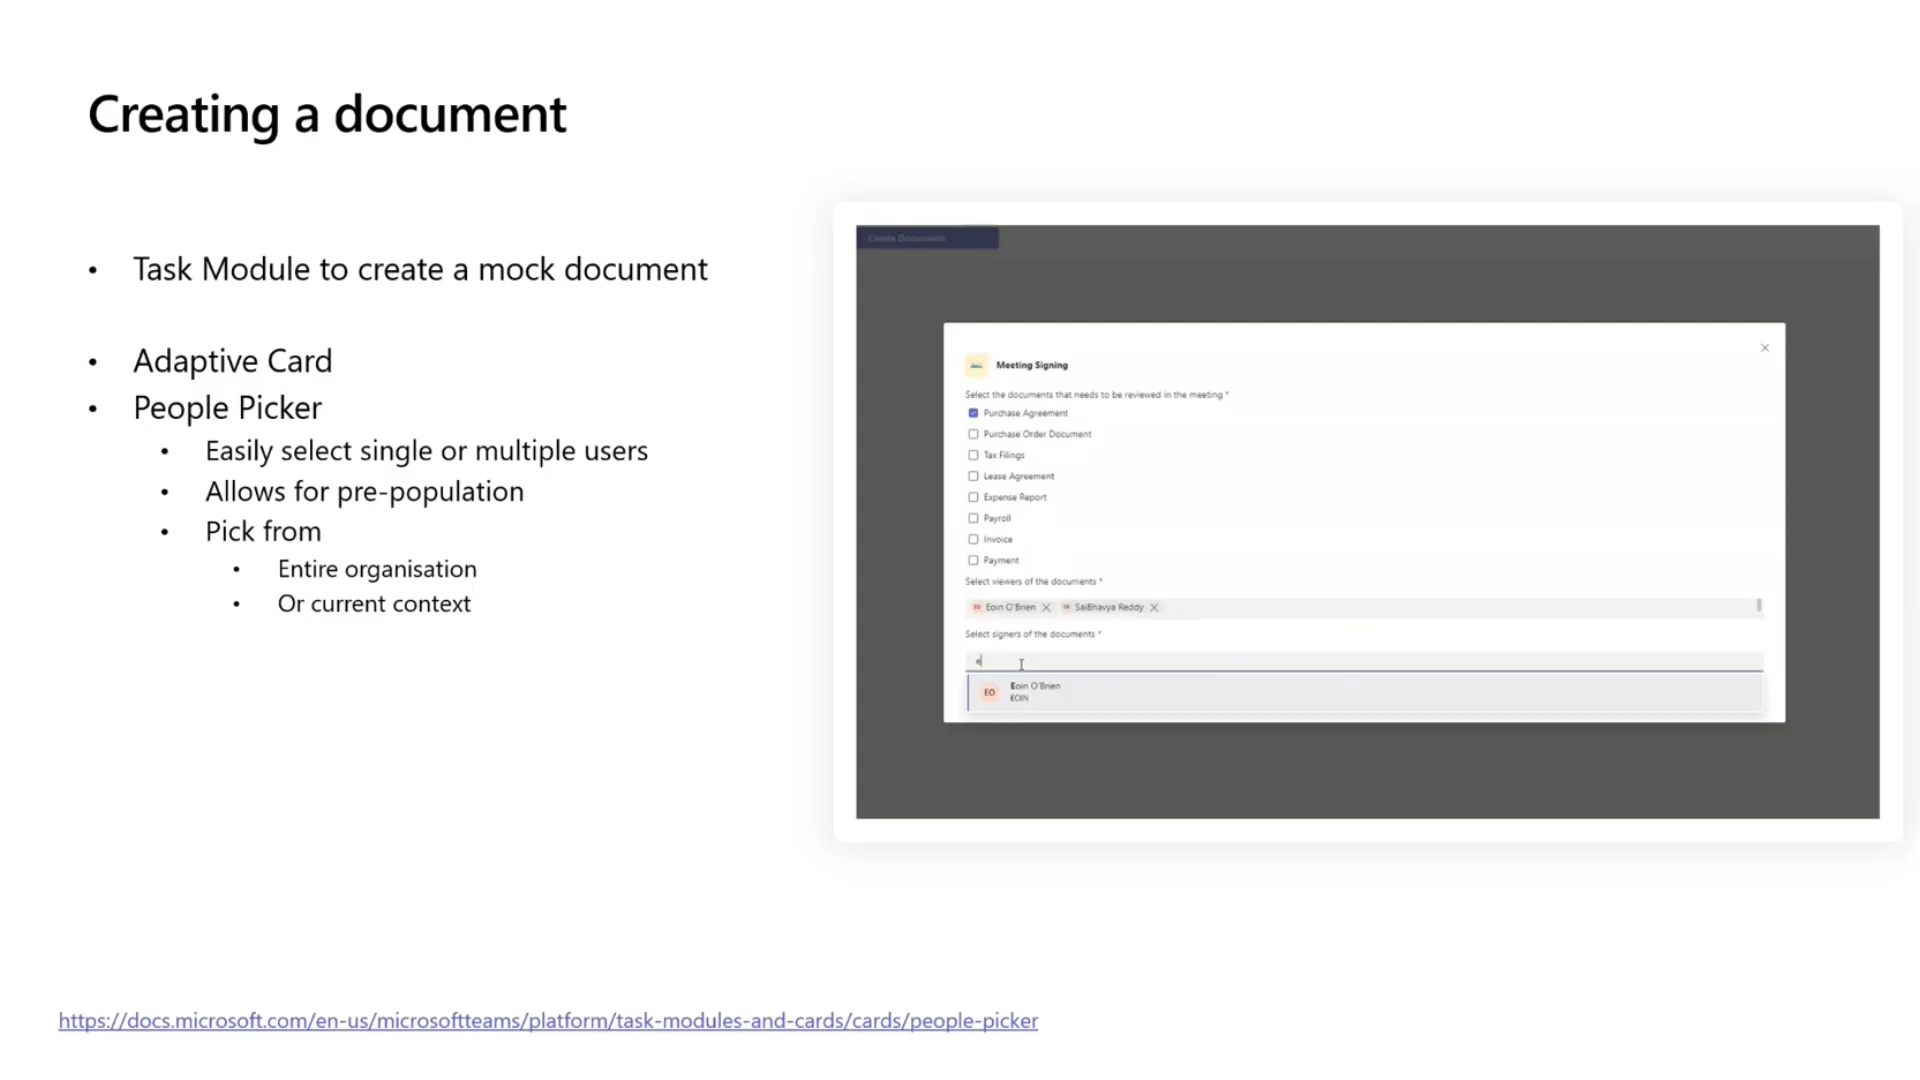 Creating a document
• Task Module to create a mock document
• Adaptive Card
• People Picker
• Easily select single or multiple users
• Allows for pre-population
• Pick from
• Entire organisation
• Or current context
Create Documents
Meeting Signing
Select the documents that needs to be reviewed in the meeting *
Purchase Agreement
Purchase Order Document
Tax Filings
Lease Agreement
Expense Report
Payroll
Invoice
Payment
Select viewers of the documents *
EO Eoin O'Brien SR SaiBhavya Reddy
Select signers of the documents *
e
EO Eoin O'Brien
EOIN
https://docs.microsoft.com/en-us/microsoftteams/platform/task-modules-and-cards/cards/people-picker